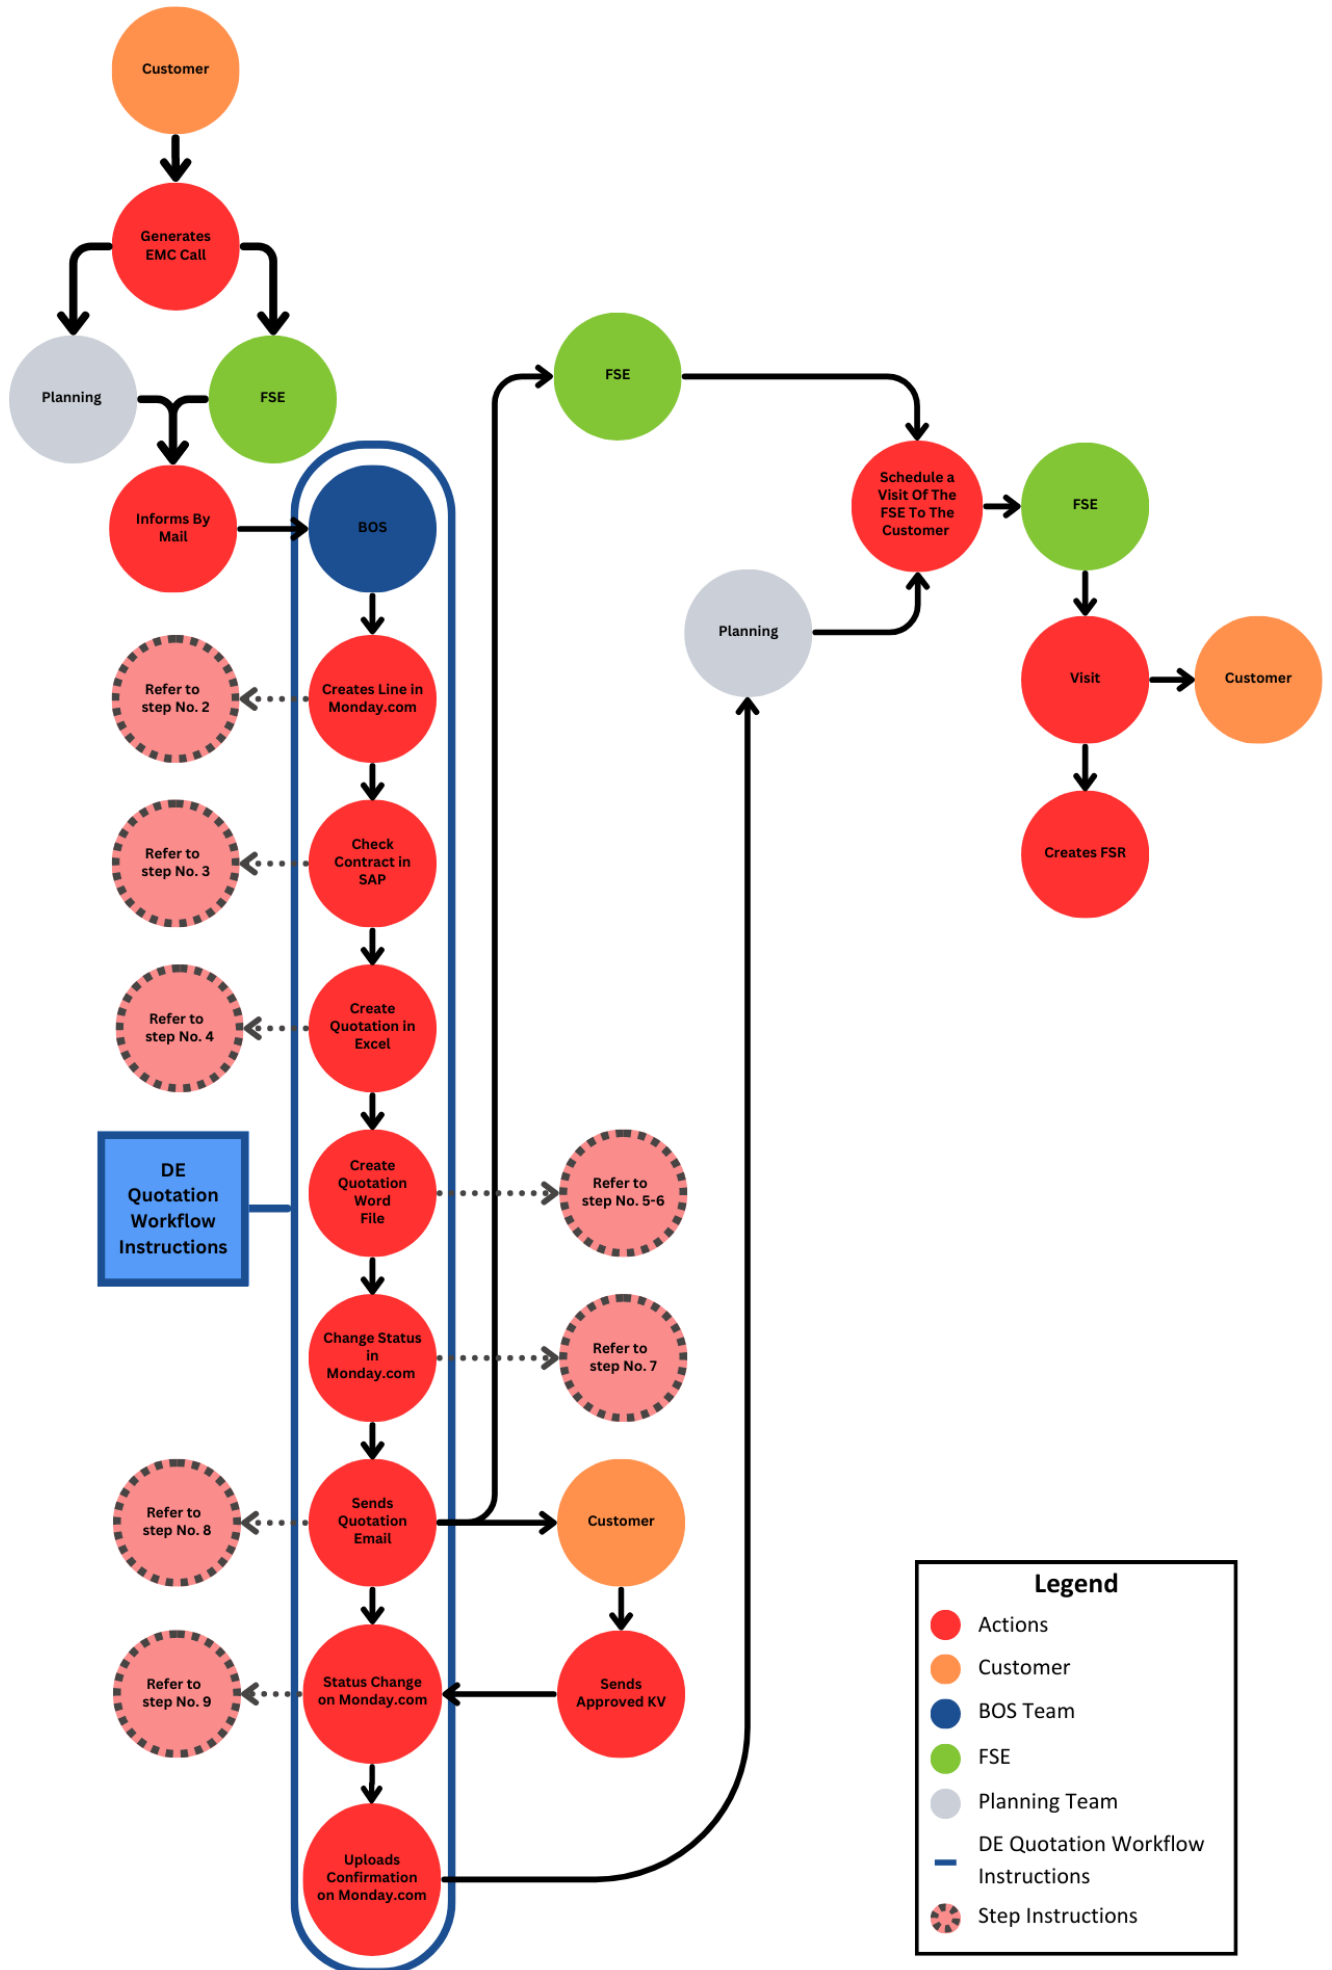 Customer
Generates
EMC Call
Planning
FSE
Informs By
Mail
BOS
Creates Line in
Monday.com
Refer to
step No. 2
Check
Contract in
SAP
Refer to
step No. 3
Create
Quotation in
Excel
Refer to
step No. 4
DE
Quotation
Workflow
Instructions
Create
Quotation
Word
File
Refer to
step No. 5-6
Change Status
in
Monday.com
Refer to
step No. 7
Sends
Quotation
Email
Refer to
step No. 8
Customer
Sends
Approved KV
Status Change
on Monday.com
Refer to
step No. 9
Uploads
Confirmation
on Monday.com
FSE
Planning
Schedule a
Visit Of The
FSE To The
Customer
FSE
Visit
Customer
Creates FSR
Legend
Actions
Customer
BOS Team
FSE
Planning Team
DE Quotation Workflow
Instructions
Step Instructions